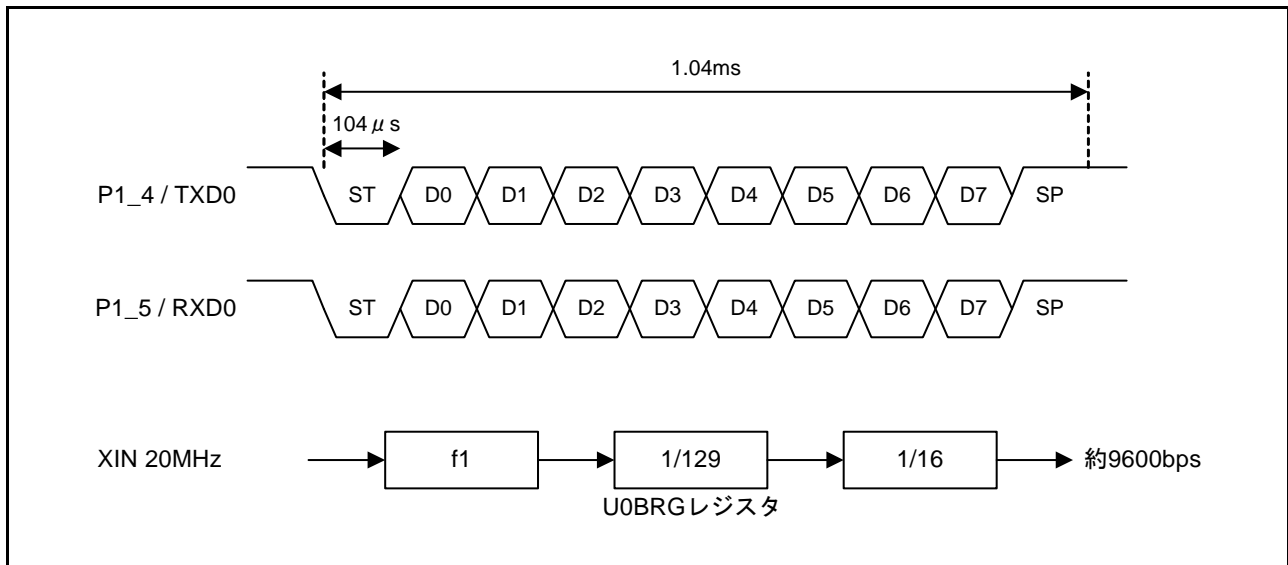 1.04ms
104μs
P1_4 / TXD0 ST D0 D1 D2 D3 D4 D5 D6 D7 SP
P1_5 / RXD0 ST D0 D1 D2 D3 D4 D5 D6 D7 SP
XIN 20MHz f1 1/129 1/16 約9600bps
U0BRGレジスタ